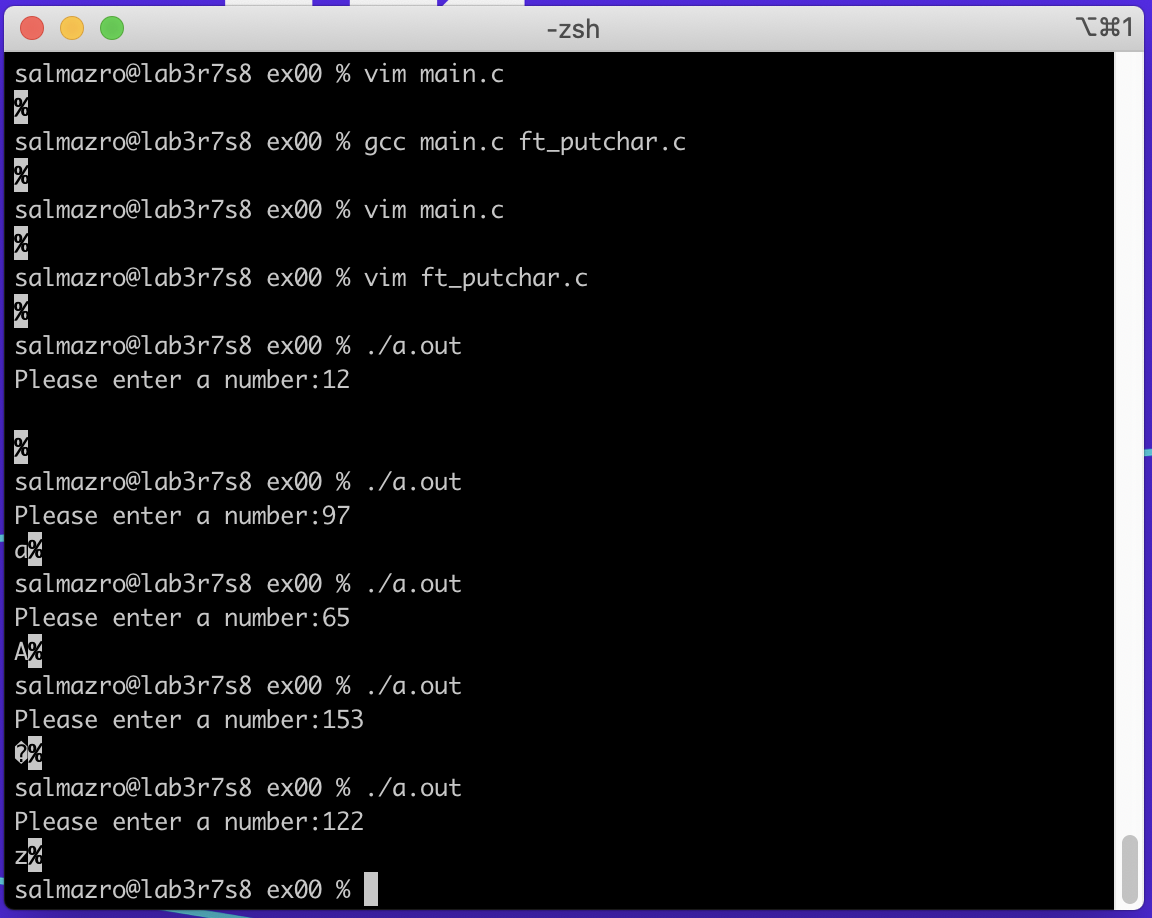 -zsh
⌥⌘1
salmazro@lab3r7s8 ex00 % vim main.c
%
salmazro@lab3r7s8 ex00 % gcc main.c ft_putchar.c
%
salmazro@lab3r7s8 ex00 % vim main.c
%
salmazro@lab3r7s8 ex00 % vim ft_putchar.c
%
salmazro@lab3r7s8 ex00 % ./a.out
Please enter a number:12
%
salmazro@lab3r7s8 ex00 % ./a.out
Please enter a number:97
a%
salmazro@lab3r7s8 ex00 % ./a.out
Please enter a number:65
A%
salmazro@lab3r7s8 ex00 % ./a.out
Please enter a number:153
�%
salmazro@lab3r7s8 ex00 % ./a.out
Please enter a number:122
z%
salmazro@lab3r7s8 ex00 %